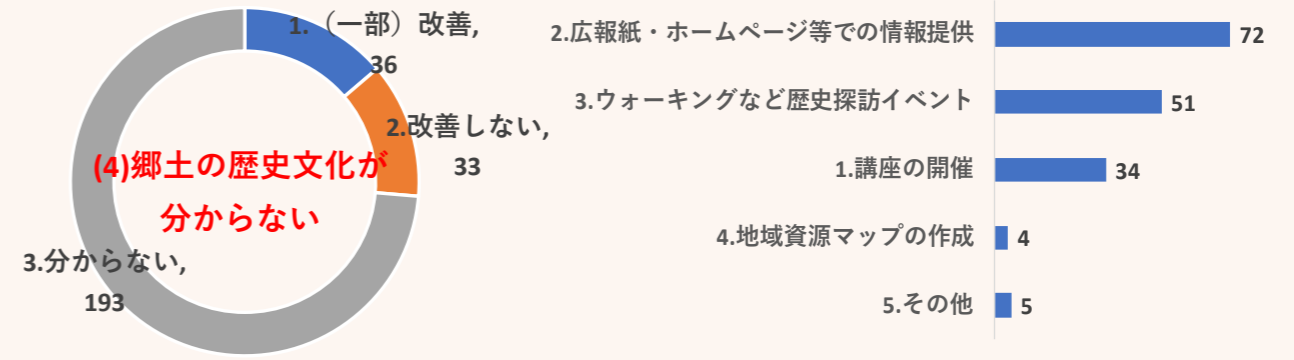 1.（一部）改善,
36
2.改善しない,
33
(4)郷土の歴史文化が
分からない
3.分からない,
193
2.広報紙・ホームページ等での情報提供 72
3.ウォーキングなど歴史探訪イベント 51
1.講座の開催 34
4.地域資源マップの作成 4
5.その他 5